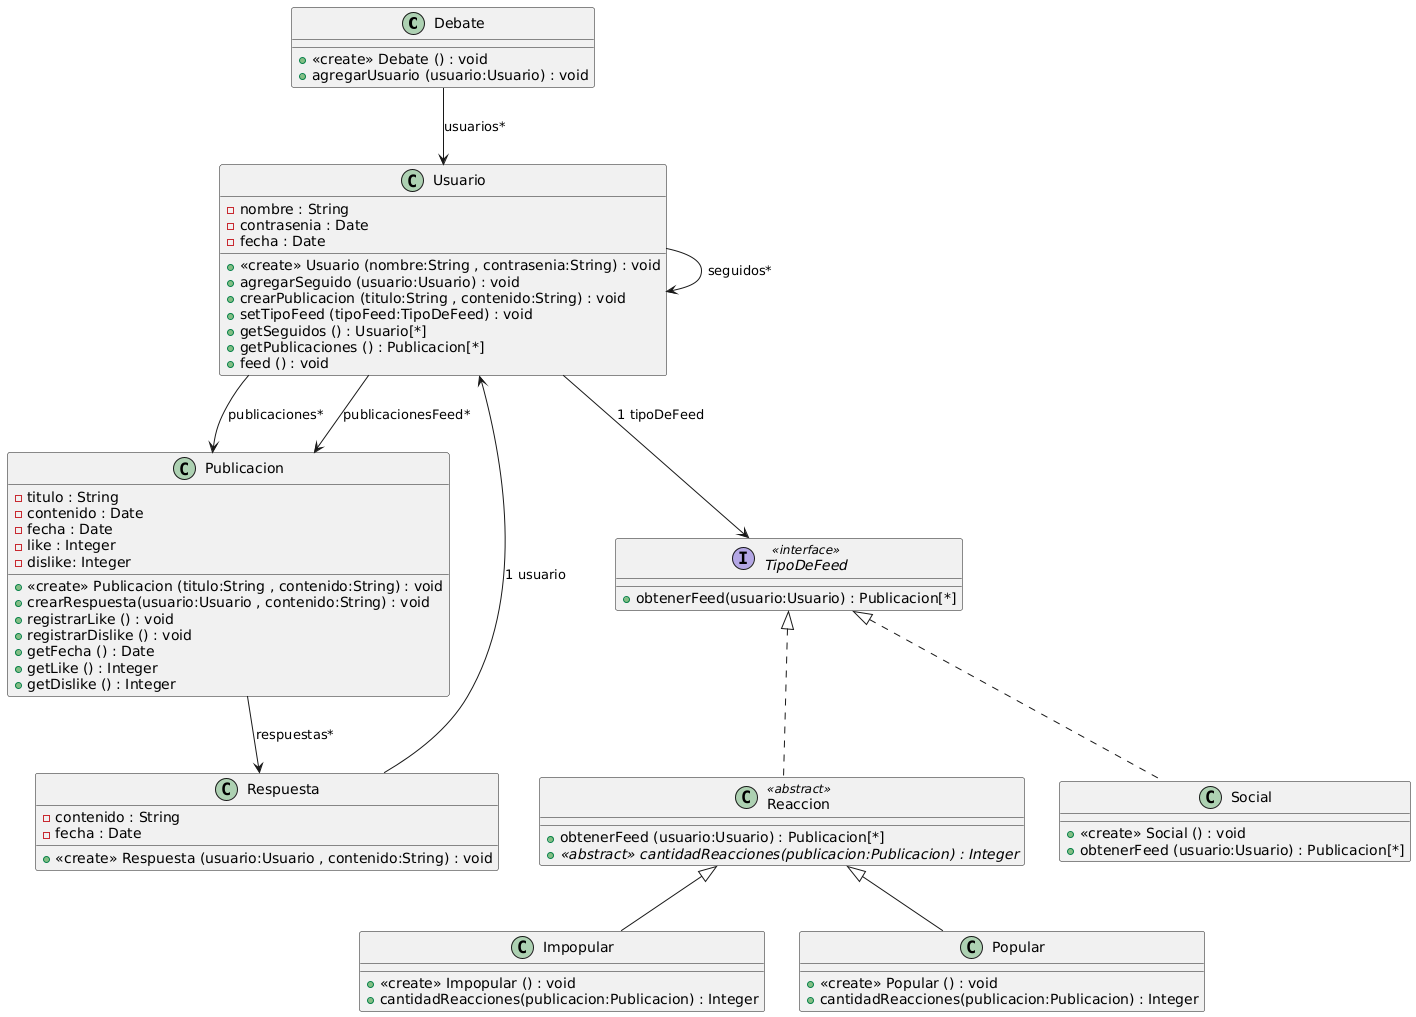 C Debate
«create» Debate () : void
agregarUsuario (usuario:Usuario) : void
usuarios*
C Usuario
nombre : String
contrasenia : Date
fecha : Date
«create» Usuario (nombre:String , contrasenia:String) : void
agregarSeguido (usuario:Usuario) : void
crearPublicacion (titulo:String , contenido:String) : void
setTipoFeed (tipoFeed:TipoDeFeed) : void
getSeguidos () : Usuario[*]
getPublicaciones () : Publicacion[*]
feed () : void
seguidos*
publicaciones*
publicacionesFeed*
1 tipoDeFeed
C Publicacion
titulo : String
contenido : Date
fecha : Date
like : Integer
dislike: Integer
«create» Publicacion (titulo:String , contenido:String) : void
crearRespuesta(usuario:Usuario , contenido:String) : void
registrarLike () : void
registrarDislike () : void
getFecha () : Date
getLike () : Integer
getDislike () : Integer
1 usuario
I «interface»
TipoDeFeed
obtenerFeed(usuario:Usuario) : Publicacion[*]
respuestas*
C Respuesta
contenido : String
fecha : Date
«create» Respuesta (usuario:Usuario , contenido:String) : void
C «abstract»
Reaccion
obtenerFeed (usuario:Usuario) : Publicacion[*]
«abstract» cantidadReacciones(publicacion:Publicacion) : Integer
C Social
«create» Social () : void
obtenerFeed (usuario:Usuario) : Publicacion[*]
C Impopular
«create» Impopular () : void
cantidadReacciones(publicacion:Publicacion) : Integer
C Popular
«create» Popular () : void
cantidadReacciones(publicacion:Publicacion) : Integer